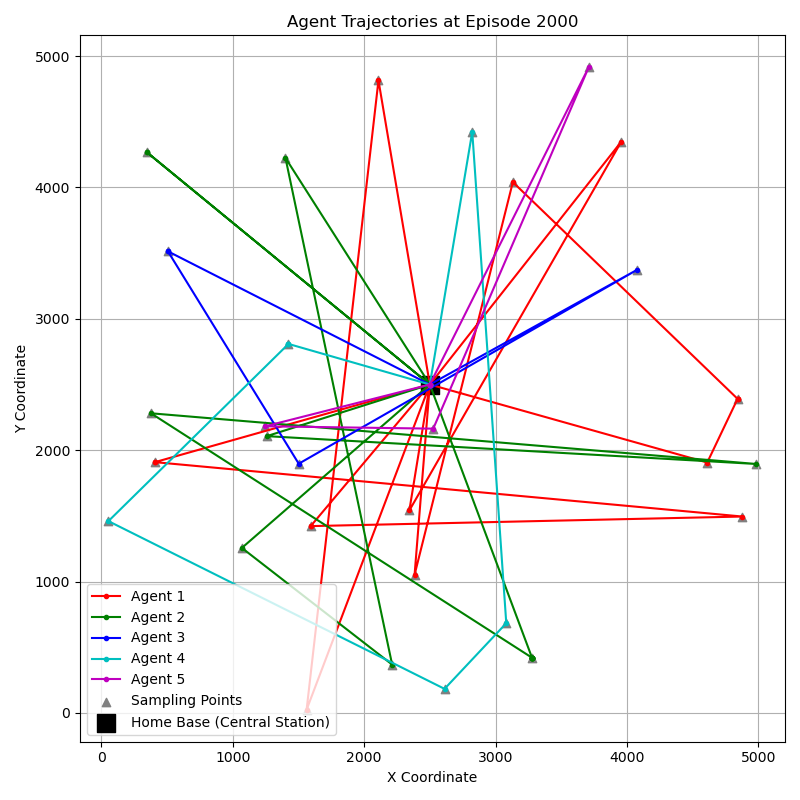 Agent Trajectories at Episode 2000
Y Coordinate
5000
4000
3000
2000
1000
0
Agent 1
Agent 2
Agent 3
Agent 4
Agent 5
Sampling Points
Home Base (Central Station)
0 1000 2000 3000 4000 5000
X Coordinate